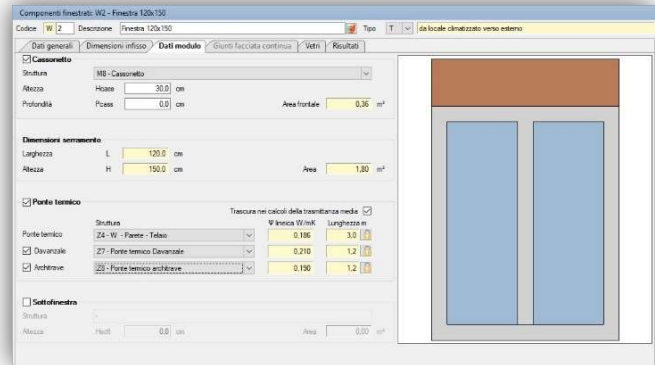 Componenti finestrati: W2 - Finestra 120x150
Codice W 2 Descrizione Finestra 120x150 Tipo T da locale climatizzato verso esterno
Dati generali Dimensioni infisso Dati modulo Giunti facciata continua Vetri Risultati
Cassonetto
Struttura M8 - Cassonetto
Altezza Hcass 30,0 cm
Profondità Pcass 0,0 cm Area frontale 0,36 m²
Dimensioni serramento
Larghezza L 120,0 cm
Altezza H 150,0 cm Area 1,80 m²
Ponte termico
Trascura nei calcoli della trasmittanza media
Struttura Ψ lineica W/mK Lunghezza m
Ponte termico Z4 - W - Parete - Telaio 0,186 3,0
Davanzale Z7 - Ponte termico Davanzale 0,210 1,2
Architrave Z8 - Ponte termico architrave 0,190 1,2
Sottofinestra
Struttura -
Altezza Hsott 0,0 cm Area 0,00 m²